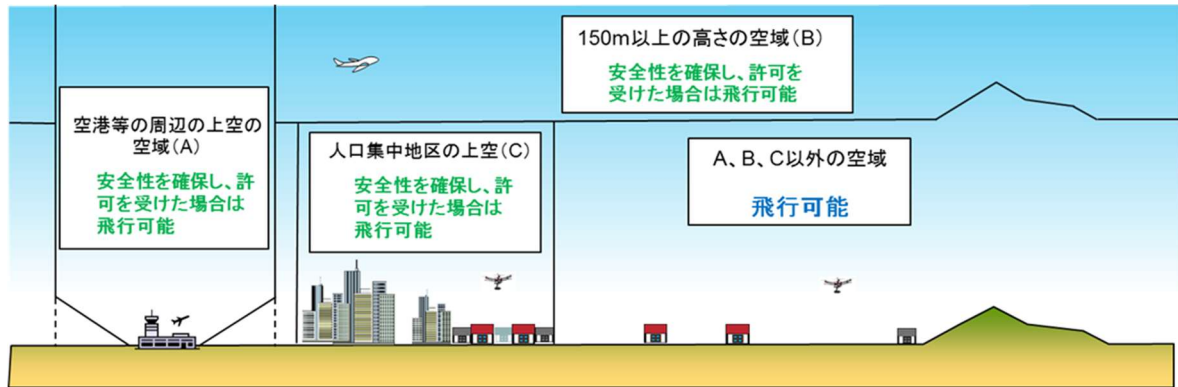 150m以上の高さの空域(B)
安全性を確保し、許可を
受けた場合は飛行可能
空港等の周辺の上空の
空域(A)
安全性を確保し、許
可を受けた場合は
飛行可能
人口集中地区の上空(C)
安全性を確保し、許
可を受けた場合は
飛行可能
A、B、C以外の空域
飛行可能